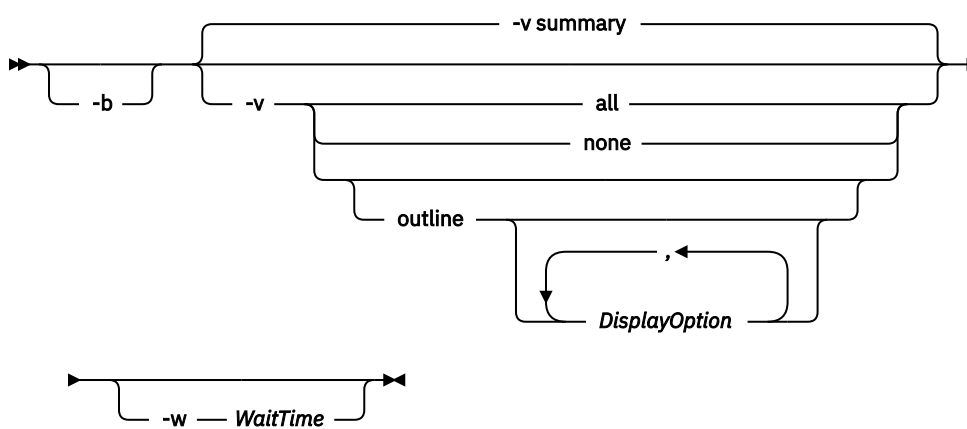 -v summary
-b
-v all
none
outline
,
DisplayOption
-w WaitTime